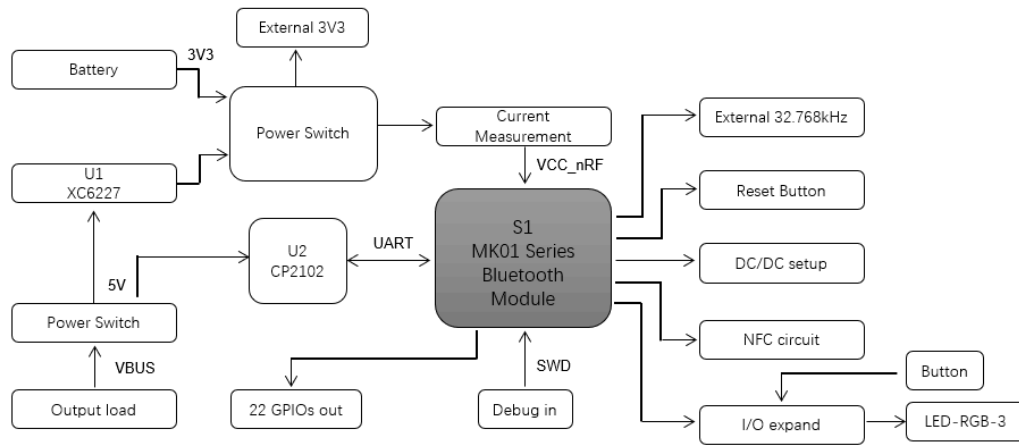 External 3V3
3V3
Battery
Power Switch
Current
Measurement
External 32.768kHz
VCC_nRF
U1
XC6227
Reset Button
S1
MK01 Series
Bluetooth
Module
U2
CP2102
UART
DC/DC setup
5V
Power Switch
NFC circuit
VBUS
SWD
Button
Output load
22 GPIOs out
Debug in
I/O expand
LED-RGB-3